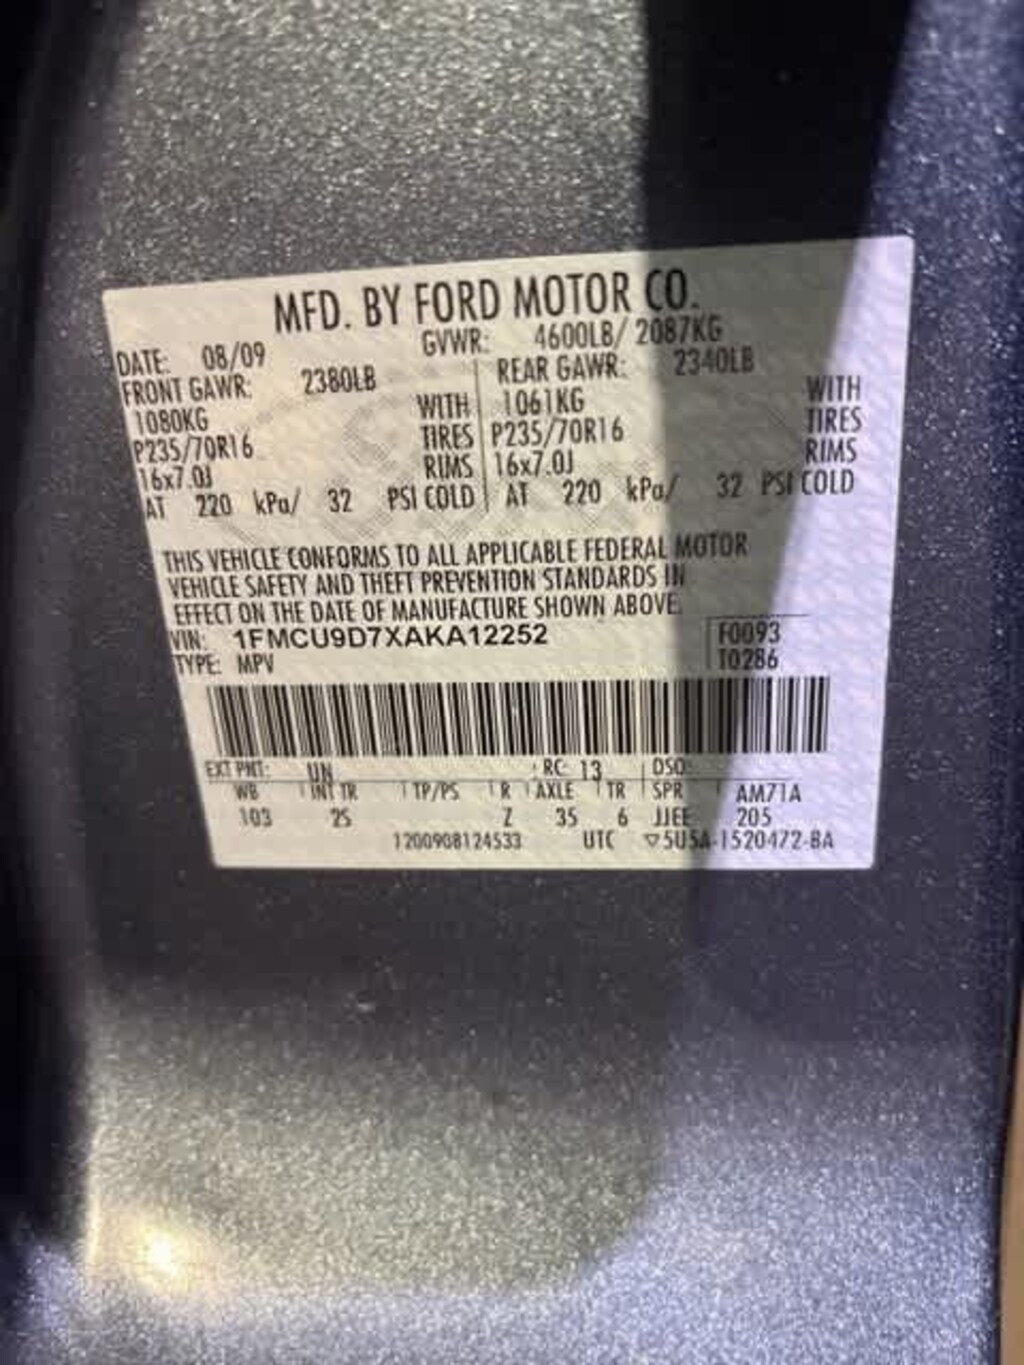 MFD. BY FORD MOTOR CO.
DATE: 08/09 GVWR: 4600LB/ 2087KG
FRONT GAWR: 2380LB REAR GAWR: 2340LB
1080KG WITH 1061KG WITH
P235/70R16 TIRES P235/70R16 TIRES
16x7.0J RIMS 16x7.0J RIMS
AT 220 kPa/ 32 PSI COLD AT 220 kPa/ 32 PSI COLD
THIS VEHICLE CONFORMS TO ALL APPLICABLE FEDERAL MOTOR
VEHICLE SAFETY AND THEFT PREVENTION STANDARDS IN
EFFECT ON THE DATE OF MANUFACTURE SHOWN ABOVE.
VIN: 1FMCU9D7XAKA12252 F0093
TYPE: MPV T0286
EXT PNT: UN RC: 13 DSO:
WB INT TR TP/PS R AXLE TR SPR AM71A
103 2S Z 35 6 JJEE 205
1200908124533 UTC ▽5U5A-1520472-BA